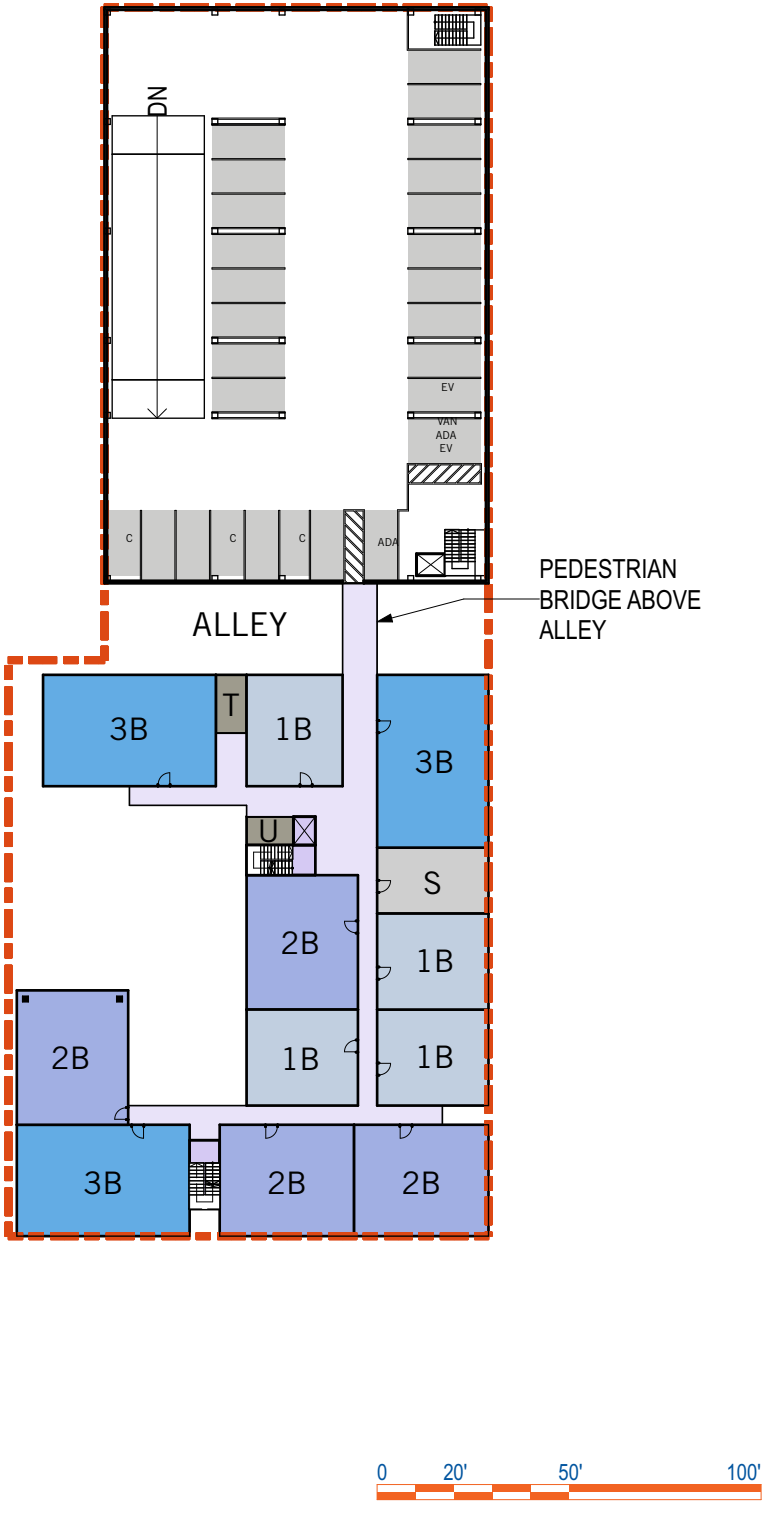 DN
EV
VAN
ADA
EV
C
C
C
ADA
PEDESTRIAN
BRIDGE ABOVE
ALLEY
ALLEY
3B
T
1B
3B
U
S
2B
1B
2B
1B
1B
3B
2B
2B
0 20' 50' 100'